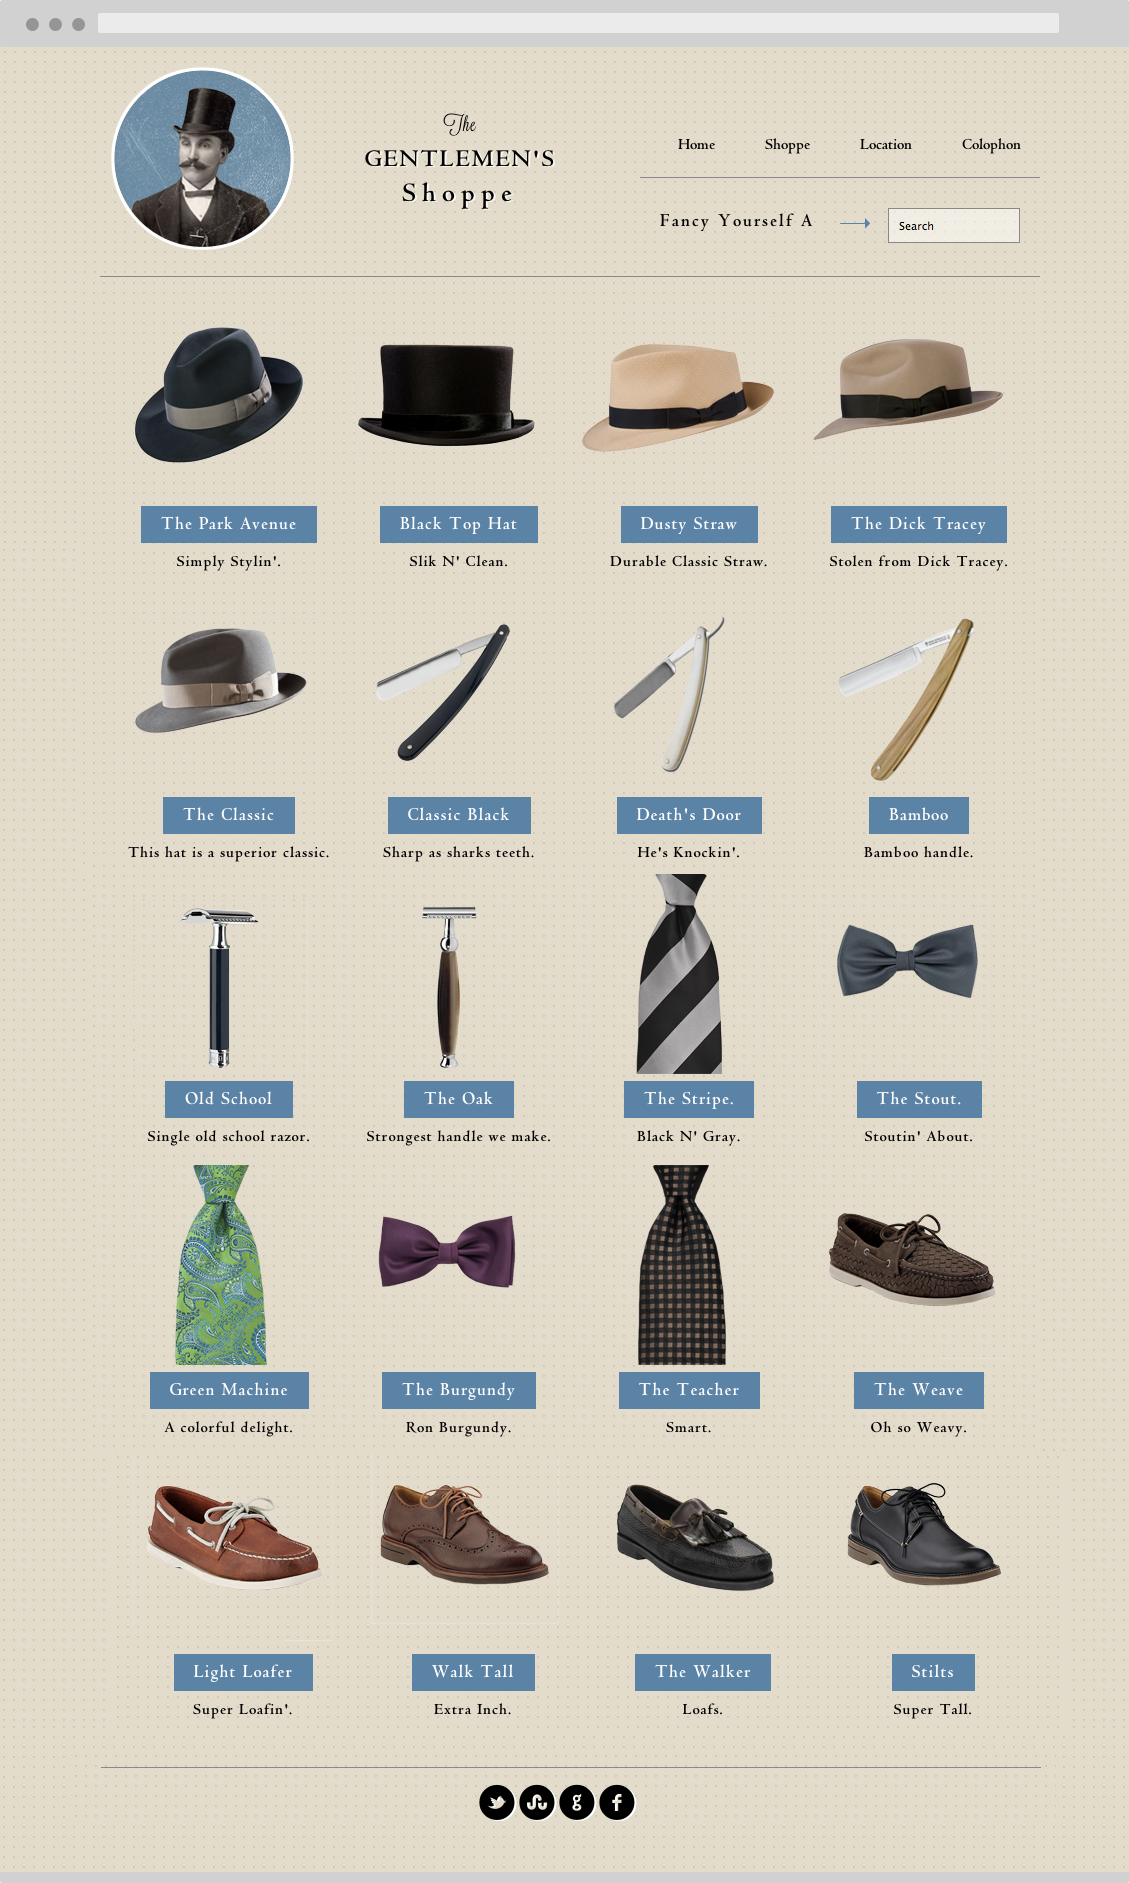 The
GENTLEMEN'S
Shoppe
Home Shoppe Location Colophon
Fancy Yourself A Search
The Park Avenue Black Top Hat Dusty Straw The Dick Tracey
Simply Stylin'. Slik N' Clean. Durable Classic Straw. Stolen from Dick Tracey.
The Classic Classic Black Death's Door Bamboo
This hat is a superior classic. Sharp as sharks teeth. He's Knockin'. Bamboo handle.
Old School The Oak The Stripe. The Stout.
Single old school razor. Strongest handle we make. Black N' Gray. Stoutin' About.
Green Machine The Burgundy The Teacher The Weave
A colorful delight. Ron Burgundy. Smart. Oh so Weavy.
Light Loafer Walk Tall The Walker Stilts
Super Loafin'. Extra Inch. Loafs. Super Tall.